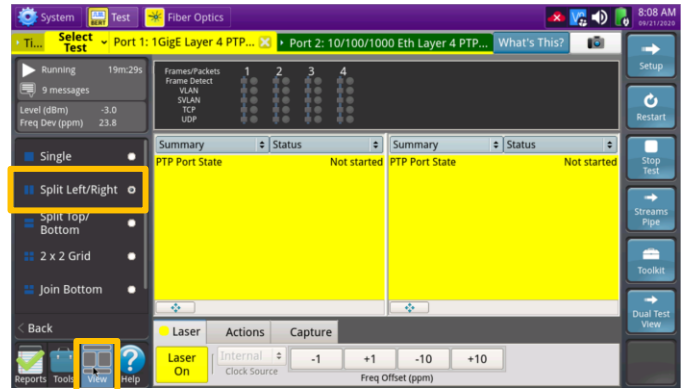 System
Test
Fiber Optics
8:08 AM
09/21/2020
Ti...
Select
Test
Port 1: 1GigE Layer 4 PTP...
Port 2: 10/100/1000 Eth Layer 4 PTP...
What's This?
Setup
Running 19m:29s
9 messages
Level (dBm) -3.0
Freq Dev (ppm) 23.8
Frames/Packets 1 2 3 4
Frame Detect
VLAN
SVLAN
TCP
UDP
Restart
Summary Status Summary Status
PTP Port State Not started PTP Port State Not started
Single
Split Left/Right
Split Top/
Bottom
2 x 2 Grid
Join Bottom
Stop
Test
Streams
Pipe
Toolkit
Dual Test
View
< Back
Laser Actions Capture
Laser
On
Internal
Clock Source
-1 +1 -10 +10
Freq Offset (ppm)
Reports Tools View Help